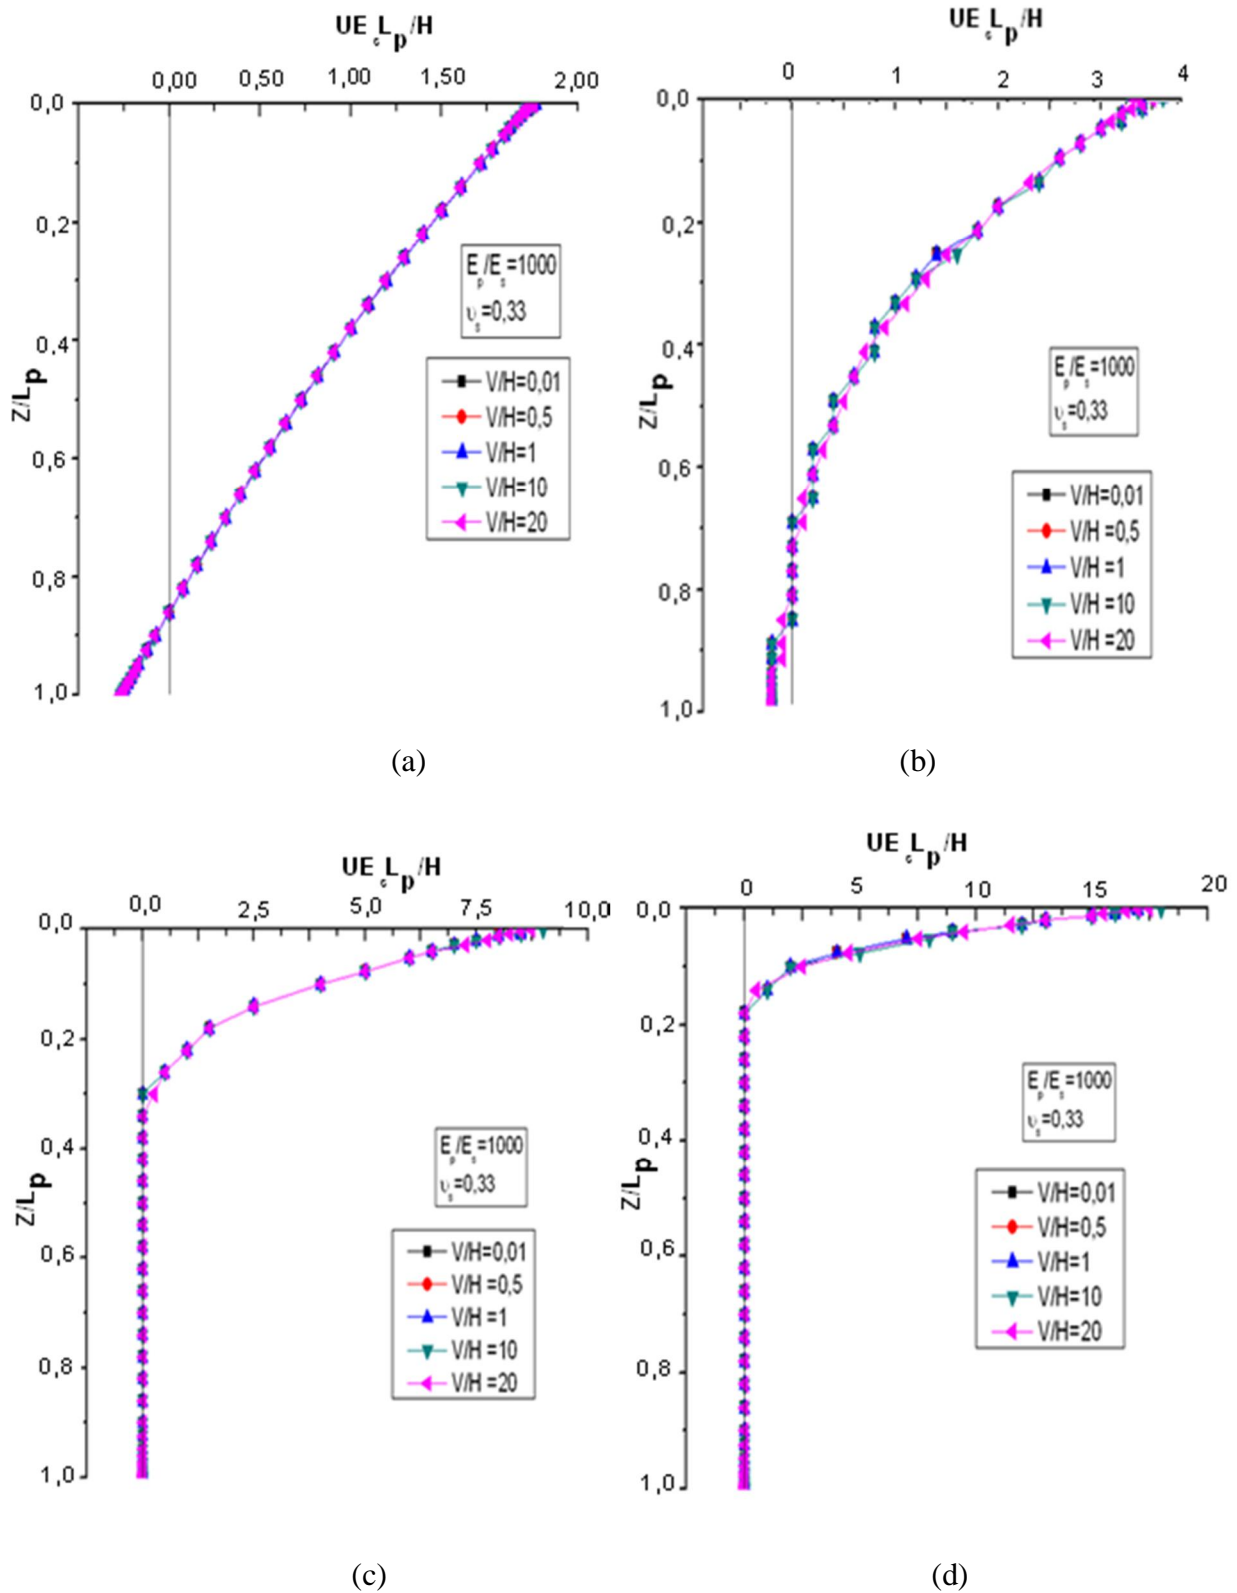 UE_cL_p/H
0,00 0,50 1,00 1,50 2,00
0,0
0,2
0,4
0,6
0,8
1,0
Z/L_p
E_p/E_s=1000
υ_s=0,33
V/H=0,01
V/H=0,5
V/H=1
V/H=10
V/H=20
(a)
UE_cL_p/H
0 1 2 3 4
0,0
0,2
0,4
0,6
0,8
1,0
Z/L_p
E_p/E_s=1000
υ_s=0,33
V/H=0,01
V/H =0,5
V/H =1
V/H =10
V/H =20
(b)
UE_cL_p/H
0,0 2,5 5,0 7,5 10,0
0,0
0,2
0,4
0,6
0,8
1,0
Z/L_p
E_p/E_s=1000
υ_s=0,33
V/H=0,01
V/H =0,5
V/H =1
V/H =10
V/H =20
(c)
UE_cL_p/H
0 5 10 15 20
0,0
0,2
0,4
0,6
0,8
1,0
Z/L_p
E_p/E_s=1000
υ_s=0,33
V/H=0,01
V/H=0,5
V/H=1
V/H=10
V/H=20
(d)